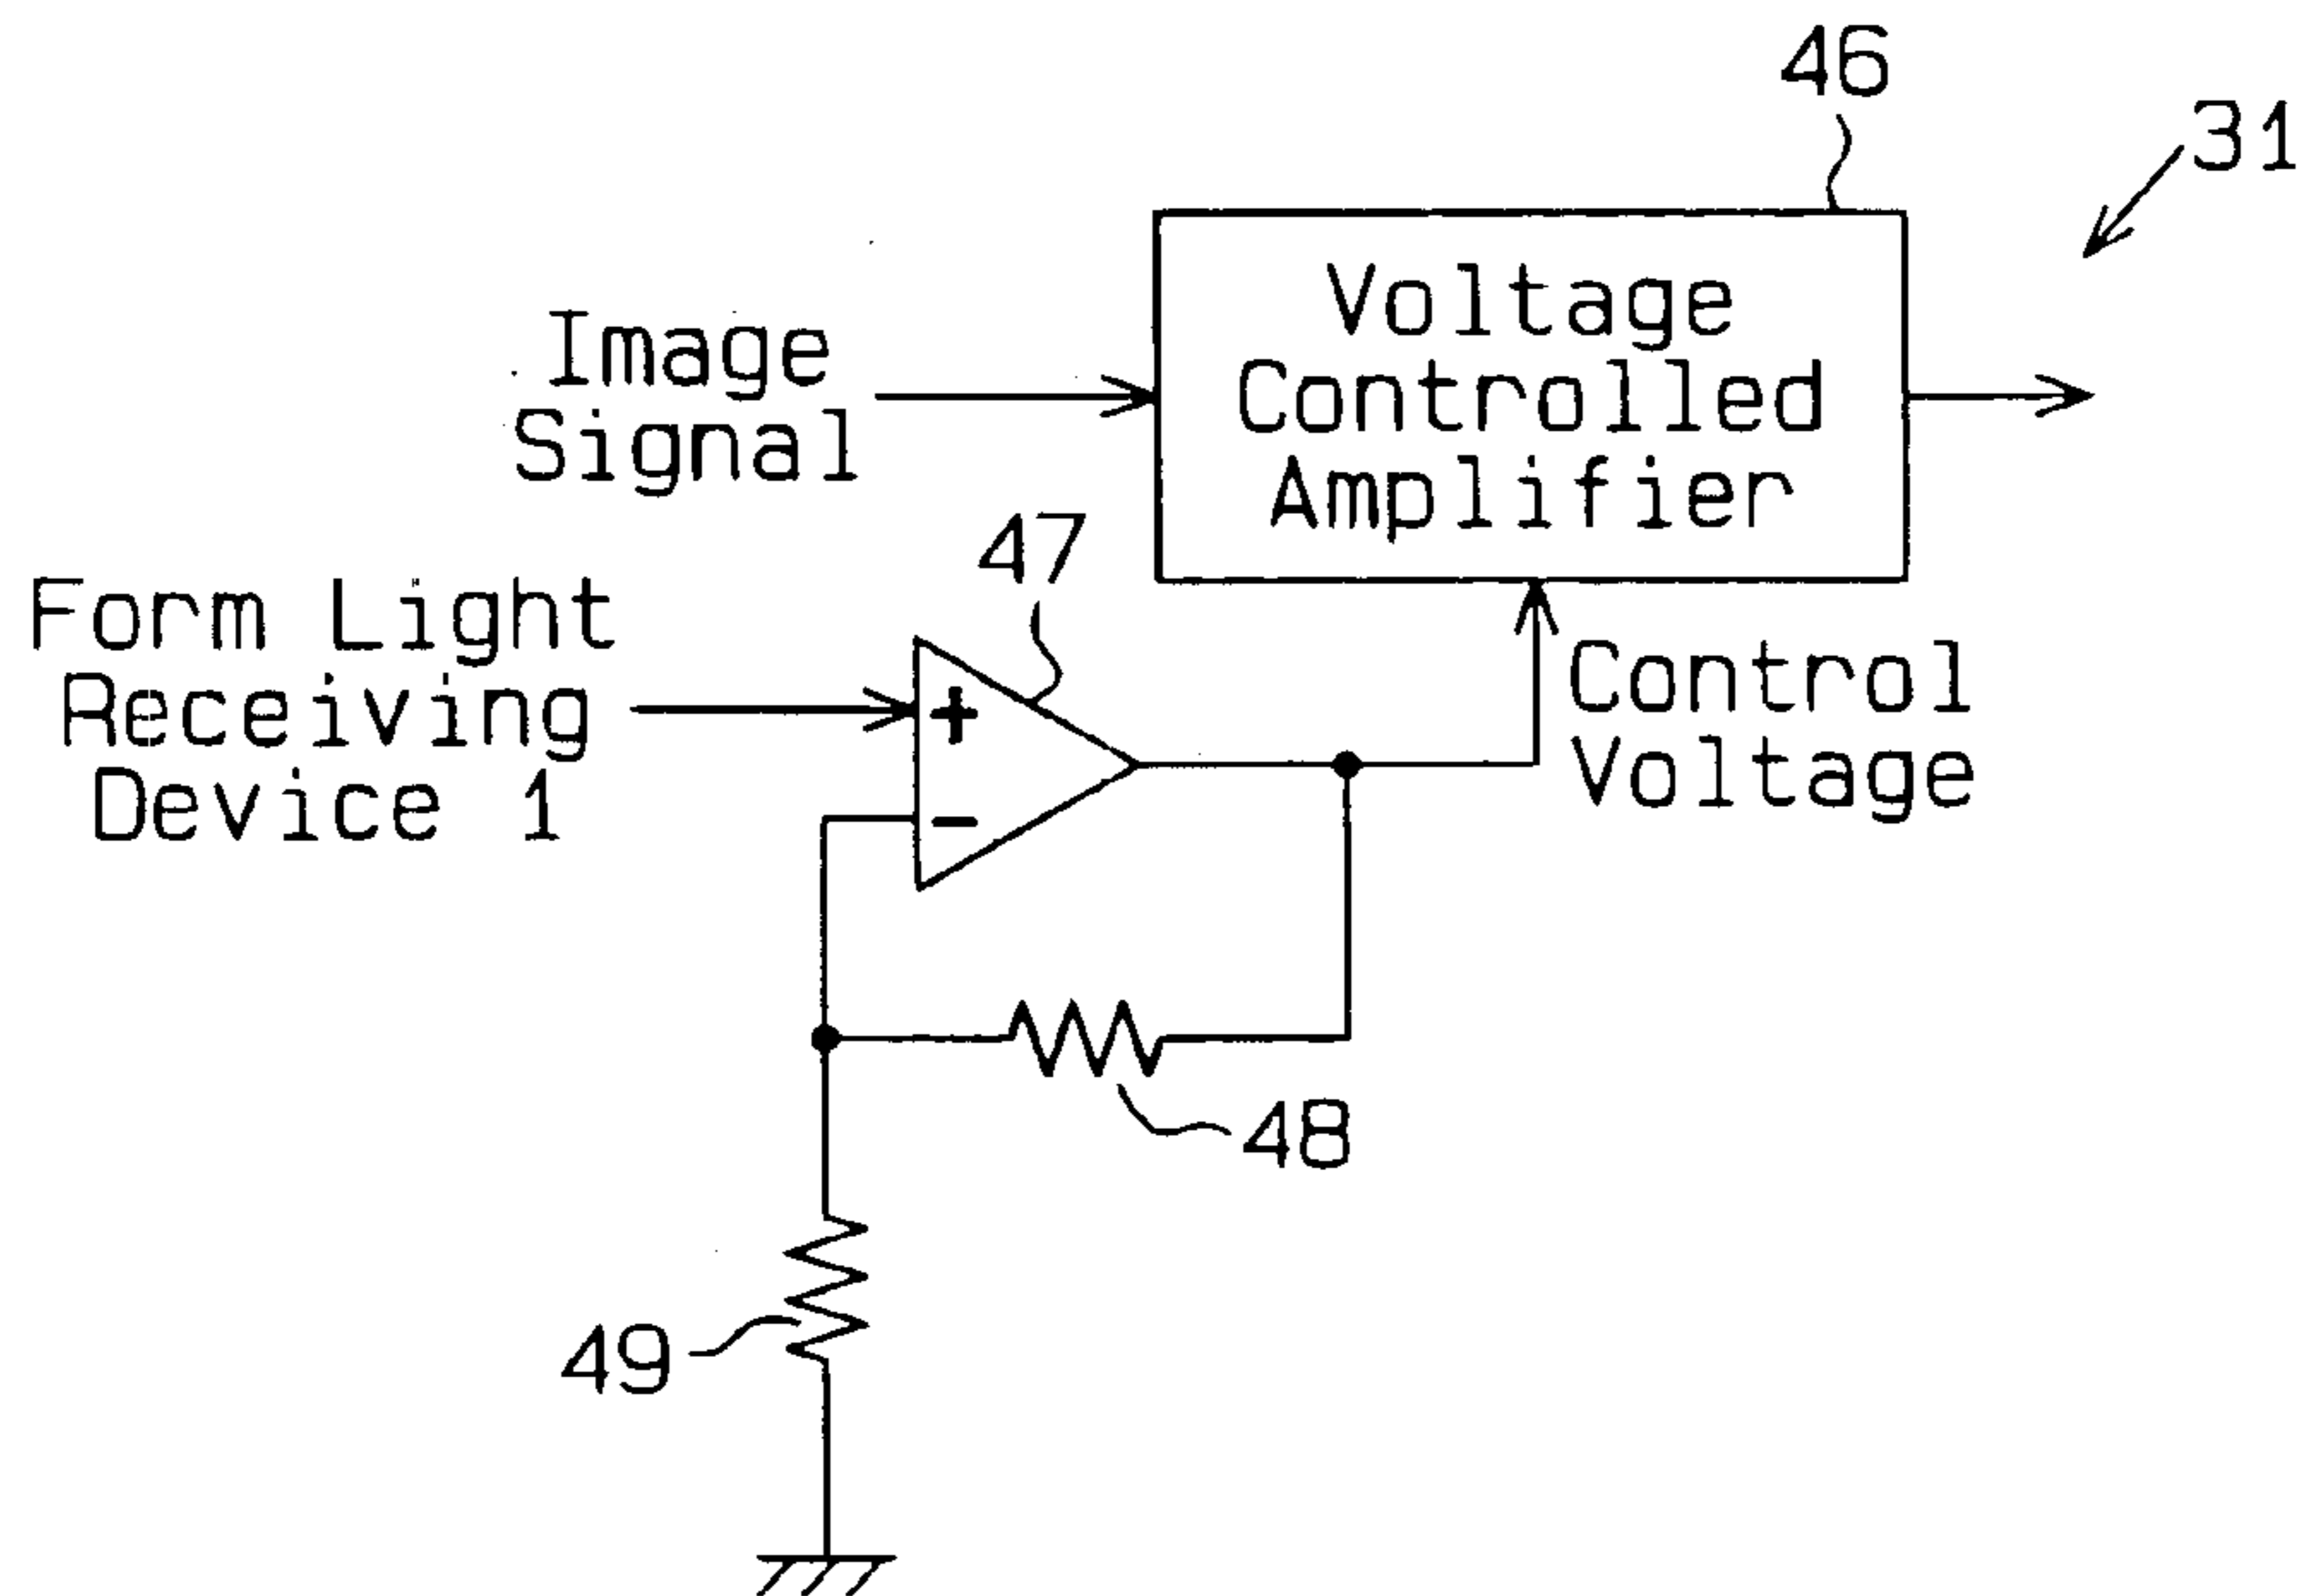 46
31
Voltage
Controlled
Amplifier
Image
Signal
47
Form Light
Receiving
Device 1
+
-
Control
Voltage
48
49